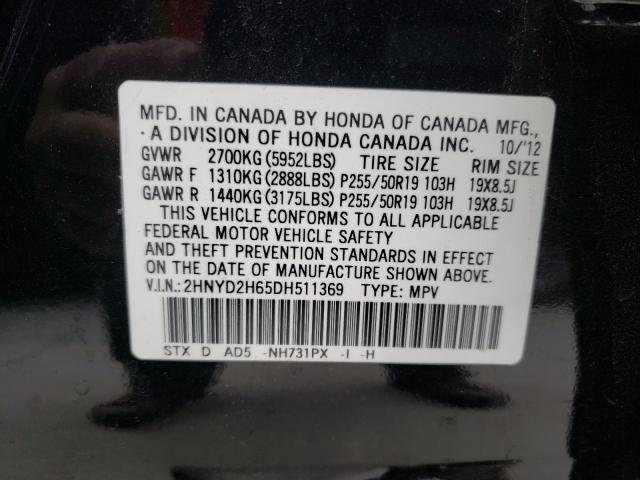 MFD. IN CANADA BY HONDA OF CANADA MFG.,
A DIVISION OF HONDA CANADA INC. 10/'12
GVWR 2700KG(5952LBS) TIRE SIZE RIM SIZE
GAWR F 1310KG(2888LBS) P255/50R19 103H 19X8.5J
GAWR R 1440KG(3175LBS) P255/50R19 103H 19X8.5J
THIS VEHICLE CONFORMS TO ALL APPLICABLE
FEDERAL MOTOR VEHICLE SAFETY
AND THEFT PREVENTION STANDARDS IN EFFECT
ON THE DATE OF MANUFACTURE SHOWN ABOVE.
V.I.N.: 2HNYD2H65DH511369 TYPE: MPV
STX D AD5 -NH731PX -I -H